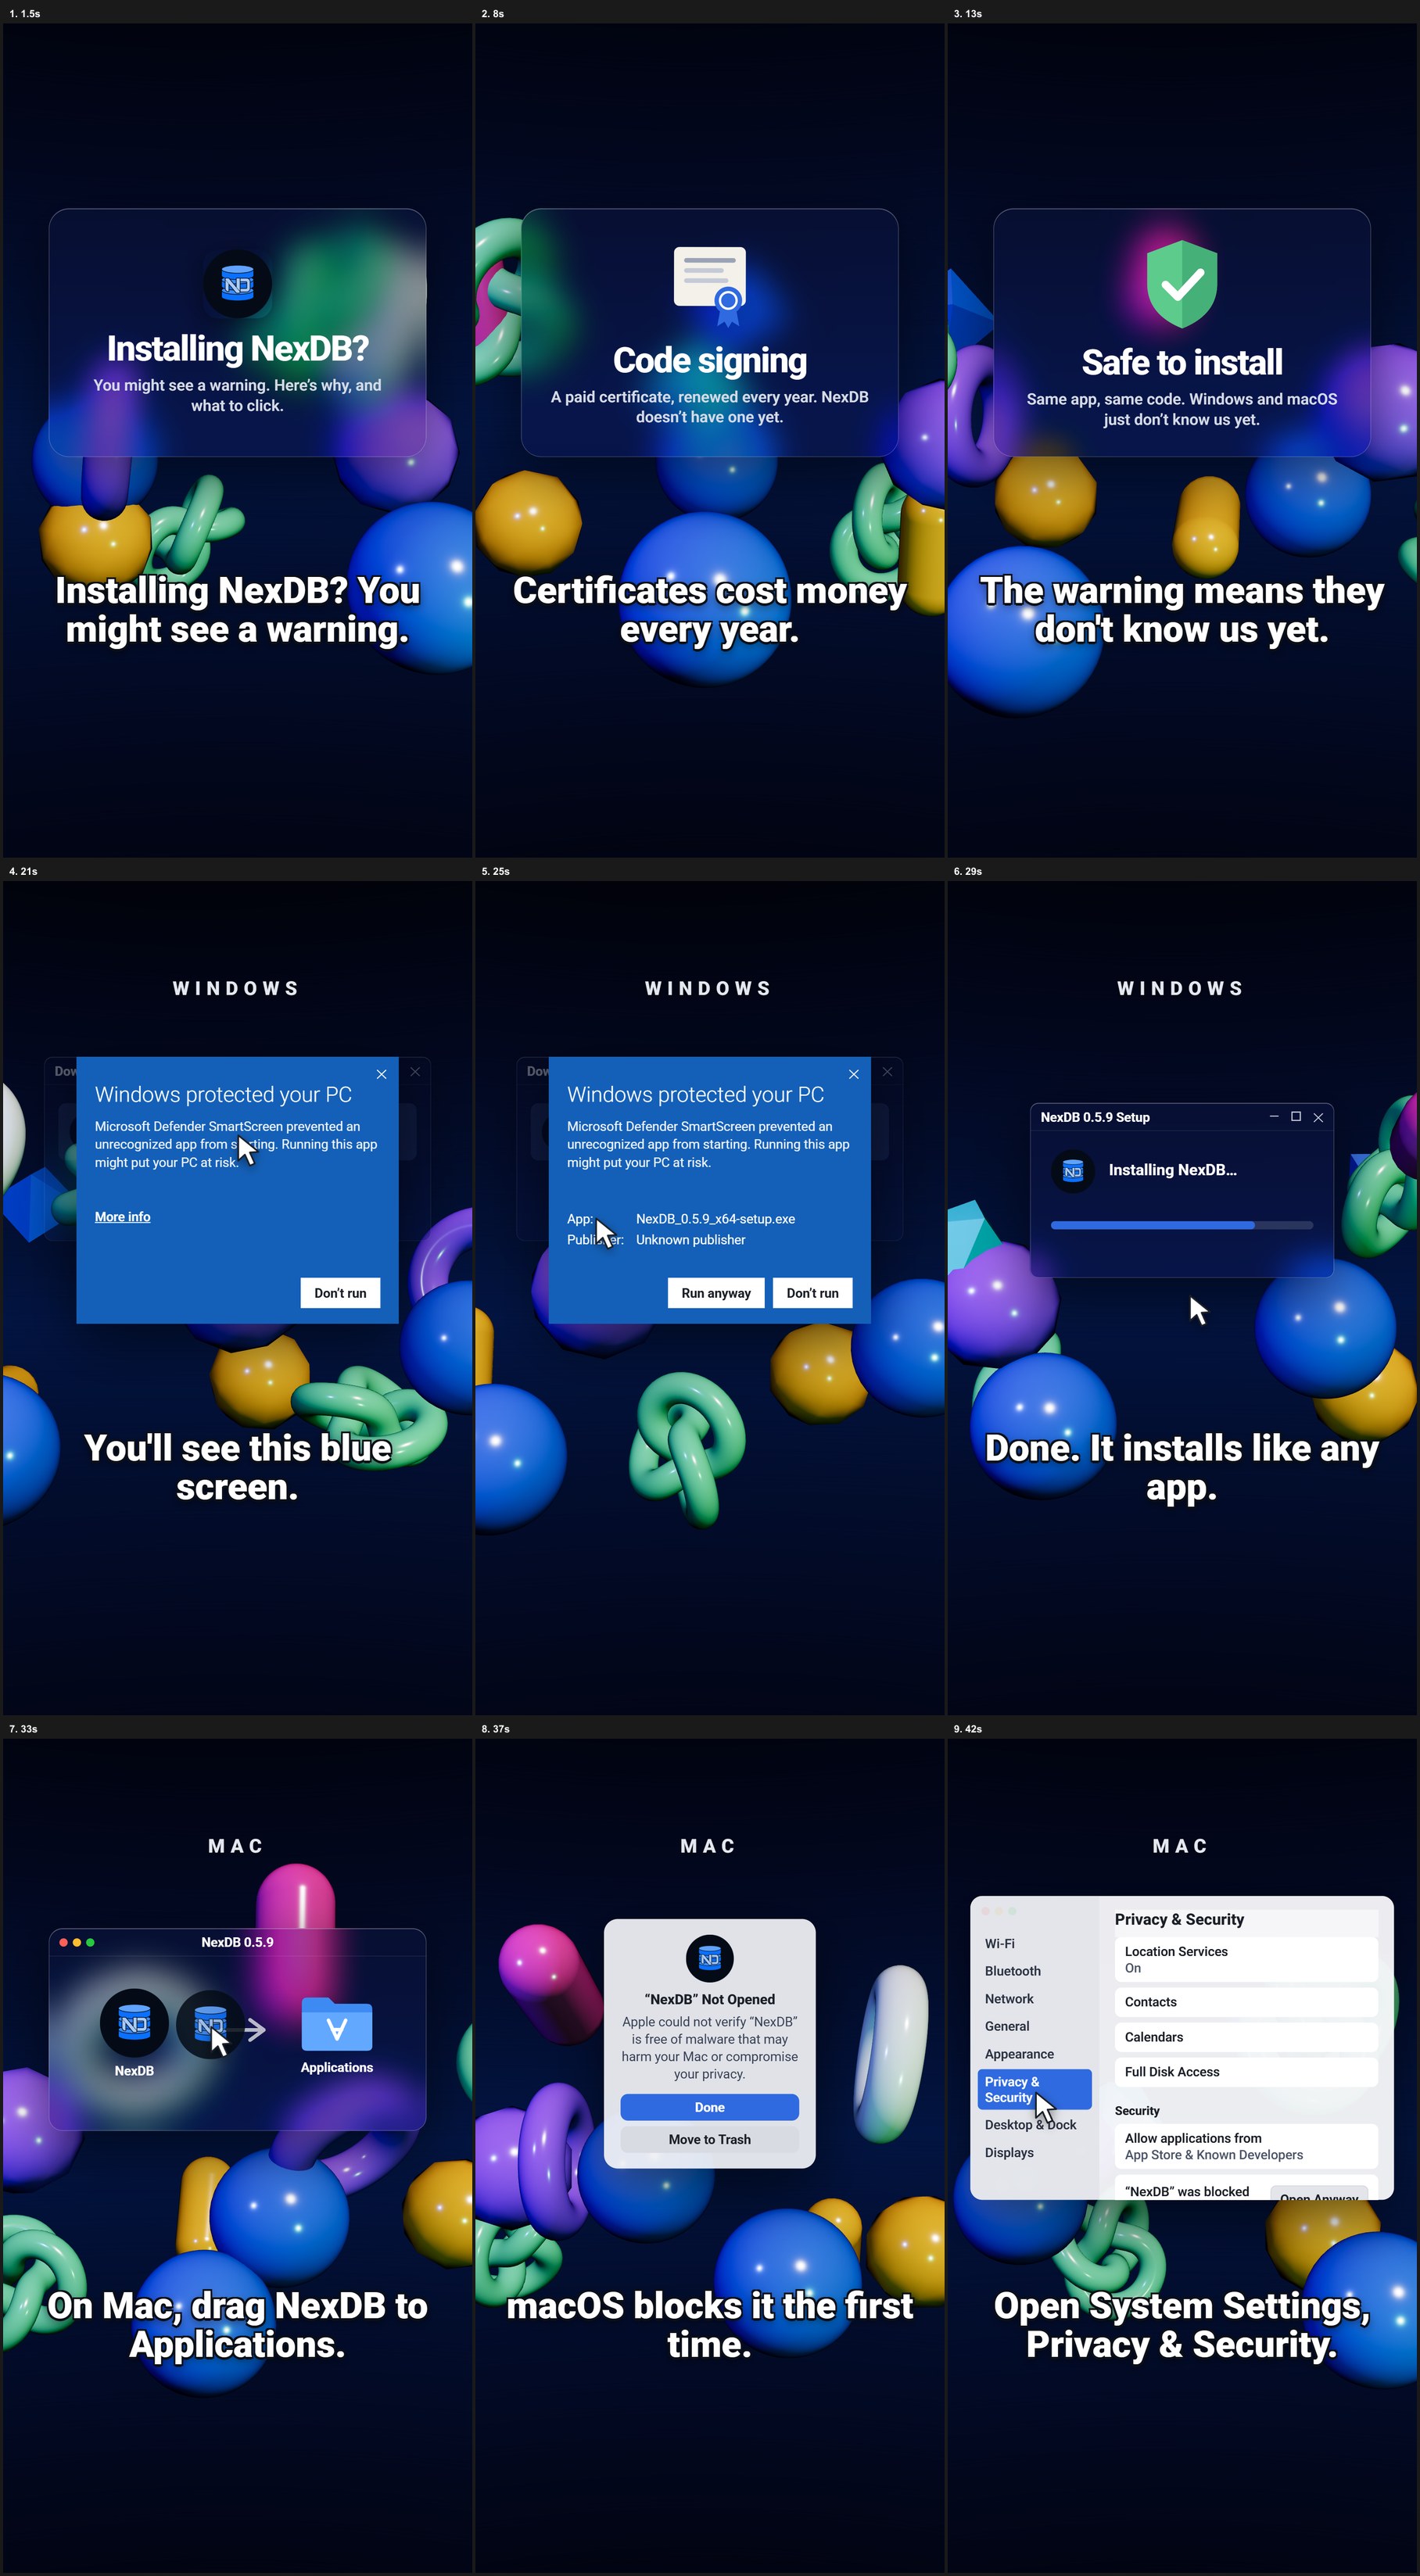 1. 1.5s
ND
Installing NexDB?
You might see a warning. Here's why, and
what to click.
Installing NexDB? You
might see a warning.
2. 8s
Code signing
A paid certificate, renewed every year. NexDB
doesn't have one yet.
Certificates cost money
every year.
3. 13s
Safe to install
Same app, same code. Windows and macOS
just don't know us yet.
The warning means they
don't know us yet.
4. 21s
WINDOWS
Windows protected your PC
Microsoft Defender SmartScreen prevented an
unrecognized app from starting. Running this app
might put your PC at risk.
More info
Don't run
You'll see this blue
screen.
5. 25s
WINDOWS
Windows protected your PC
Microsoft Defender SmartScreen prevented an
unrecognized app from starting. Running this app
might put your PC at risk.
App: NexDB_0.5.9_x64-setup.exe
Publisher: Unknown publisher
Run anyway Don't run
6. 29s
WINDOWS
NexDB 0.5.9 Setup
ND
Installing NexDB...
Done. It installs like any
app.
7. 33s
MAC
NexDB 0.5.9
ND
ND
NexDB
Applications
On Mac, drag NexDB to
Applications.
8. 37s
MAC
ND
“NexDB” Not Opened
Apple could not verify “NexDB”
is free of malware that may
harm your Mac or compromise
your privacy.
Done
Move to Trash
macOS blocks it the first
time.
9. 42s
MAC
Wi-Fi
Bluetooth
Network
General
Appearance
Privacy &
Security
Desktop & Dock
Displays
Privacy & Security
Location Services
On
Contacts
Calendars
Full Disk Access
Security
Allow applications from
App Store & Known Developers
“NexDB” was blocked
Open Anyway
Open System Settings,
Privacy & Security.